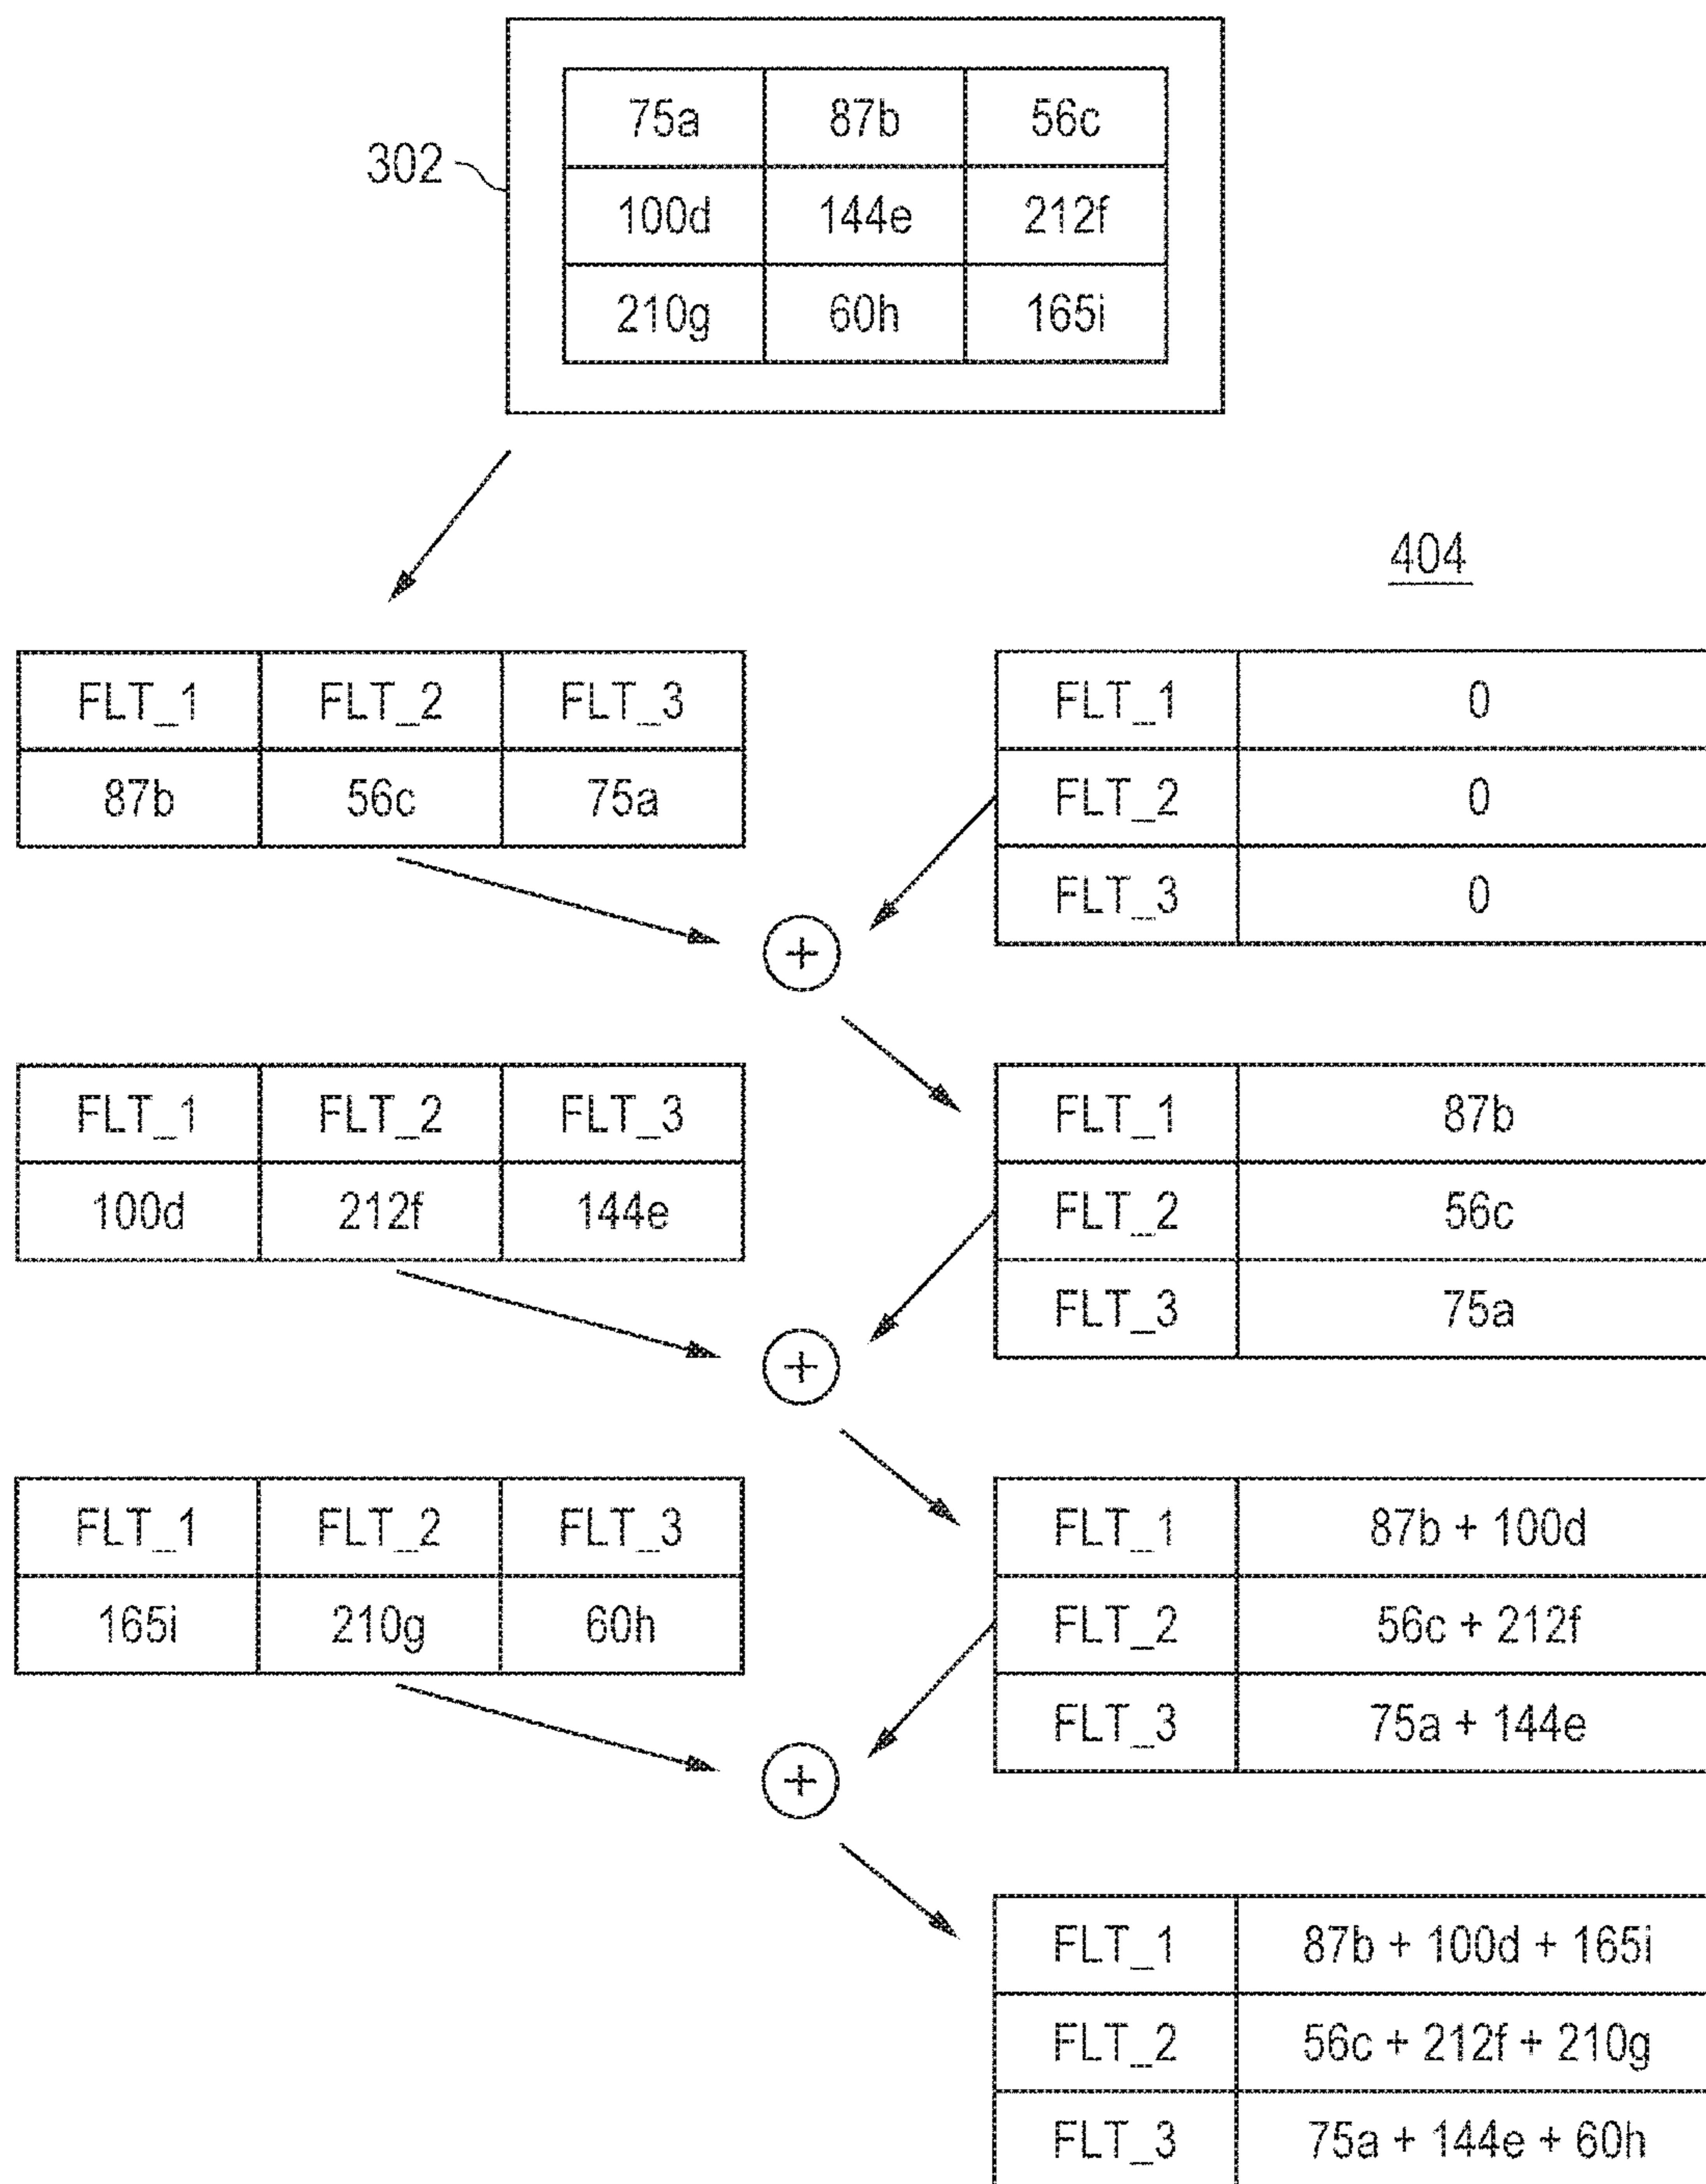 75a 87b 56c
302
100d 144e 212f
210g 60h 165i
404
FLT_1 FLT_2 FLT_3
87b 56c 75a
FLT_1 0
FLT_2 0
FLT_3 0
+
FLT_1 FLT_2 FLT_3
100d 212f 144e
FLT_1 87b
FLT_2 56c
FLT_3 75a
+
FLT_1 FLT_2 FLT_3
165i 210g 60h
FLT_1 87b + 100d
FLT_2 56c + 212f
FLT_3 75a + 144e
+
FLT_1 87b + 100d + 165i
FLT_2 56c + 212f + 210g
FLT_3 75a + 144e + 60h